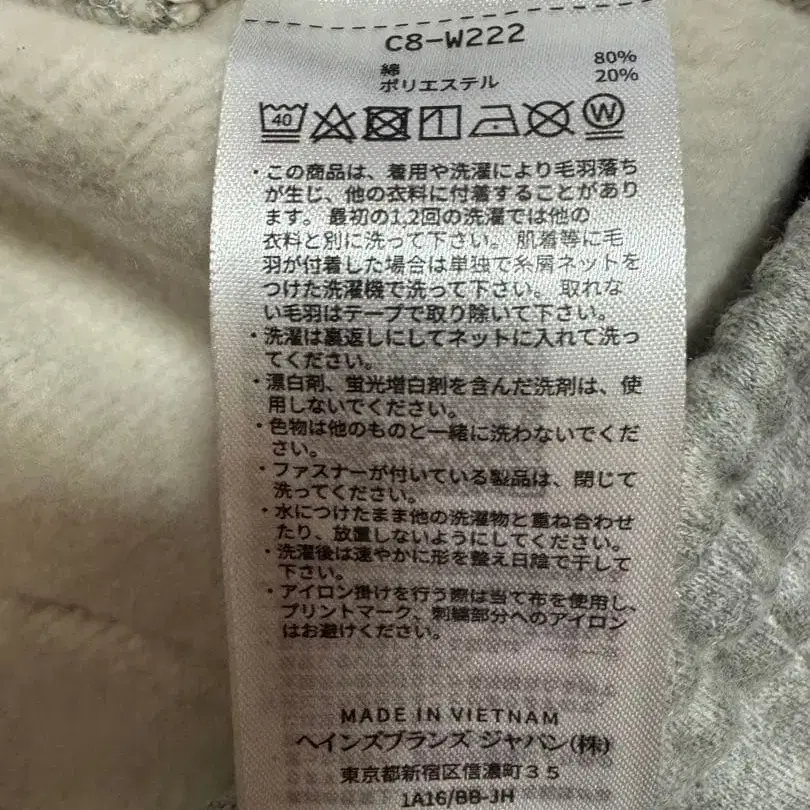 C8-W222
綿 80%
ポリエステル 20%
40
W
・この商品は、着用や洗濯により毛羽落ち
が生じ、他の衣料に付着することがあり
ます。最初の1,2回の洗濯では他の
衣料と別に洗って下さい。肌着等に毛
羽が付着した場合は単独で糸屑ネットを
つけた洗濯機で洗って下さい。取れな
い毛羽はテープで取り除いて下さい。
・洗濯は裏返しにしてネットに入れて洗っ
てください。
・漂白剤、蛍光増白剤を含んだ洗剤は、使
用しないでください。
・色物は他のものと一緒に洗わないでくだ
さい。
・ファスナーが付いている製品は、閉じて
洗ってください。
・水につけたまま他の洗濯物と重ね合わせ
たり、放置しないようにしてください。
・洗濯後は速やかに形を整え日陰で干して
下さい。
・アイロン掛けを行う際は当て布を使用し、
プリントマーク、刺繍部分へのアイロン
はお避けください。
MADE IN VIETNAM
ヘインズブランズ ジャパン(株)
東京都新宿区信濃町35
1A16/BB-JH